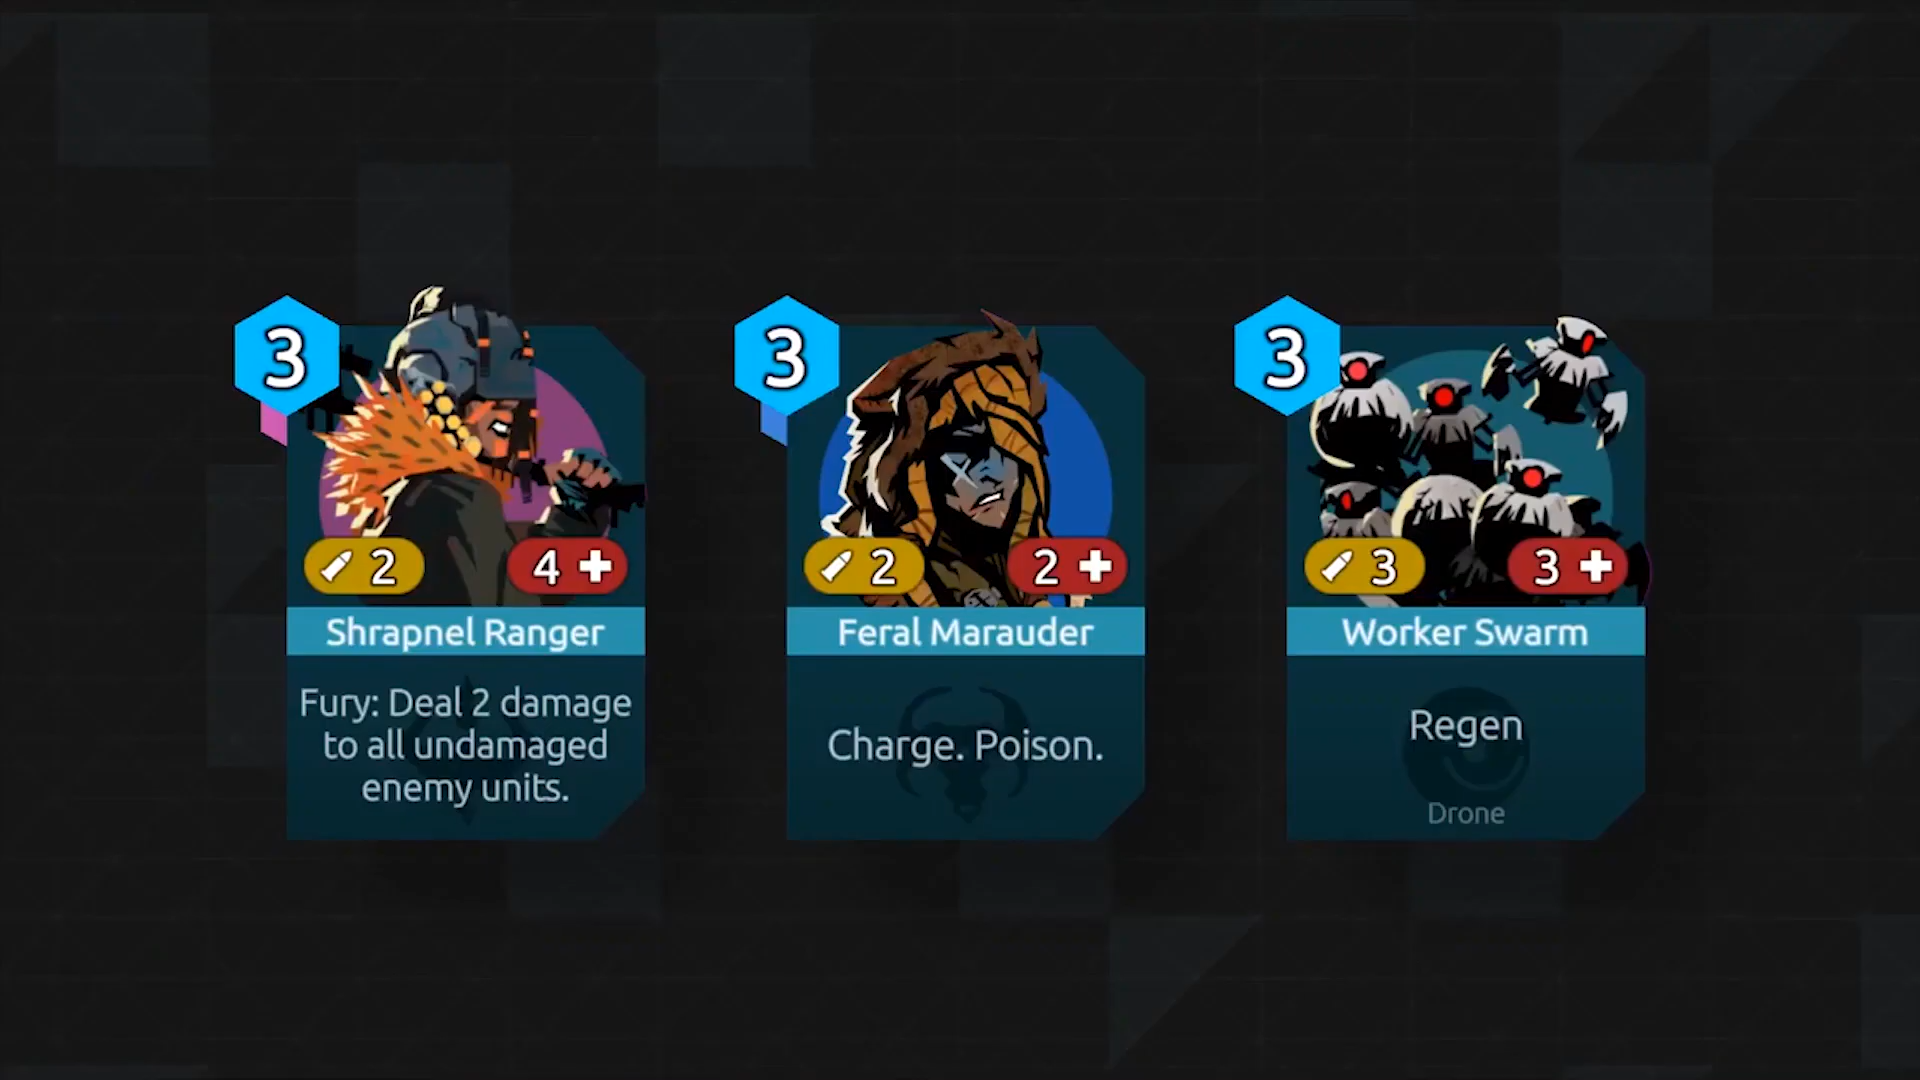 3
2
4
Shrapnel Ranger
Fury: Deal 2 damage
to all undamaged
enemy units.
3
2
2
Feral Marauder
Charge. Poison.
3
3
3
Worker Swarm
Regen
Drone